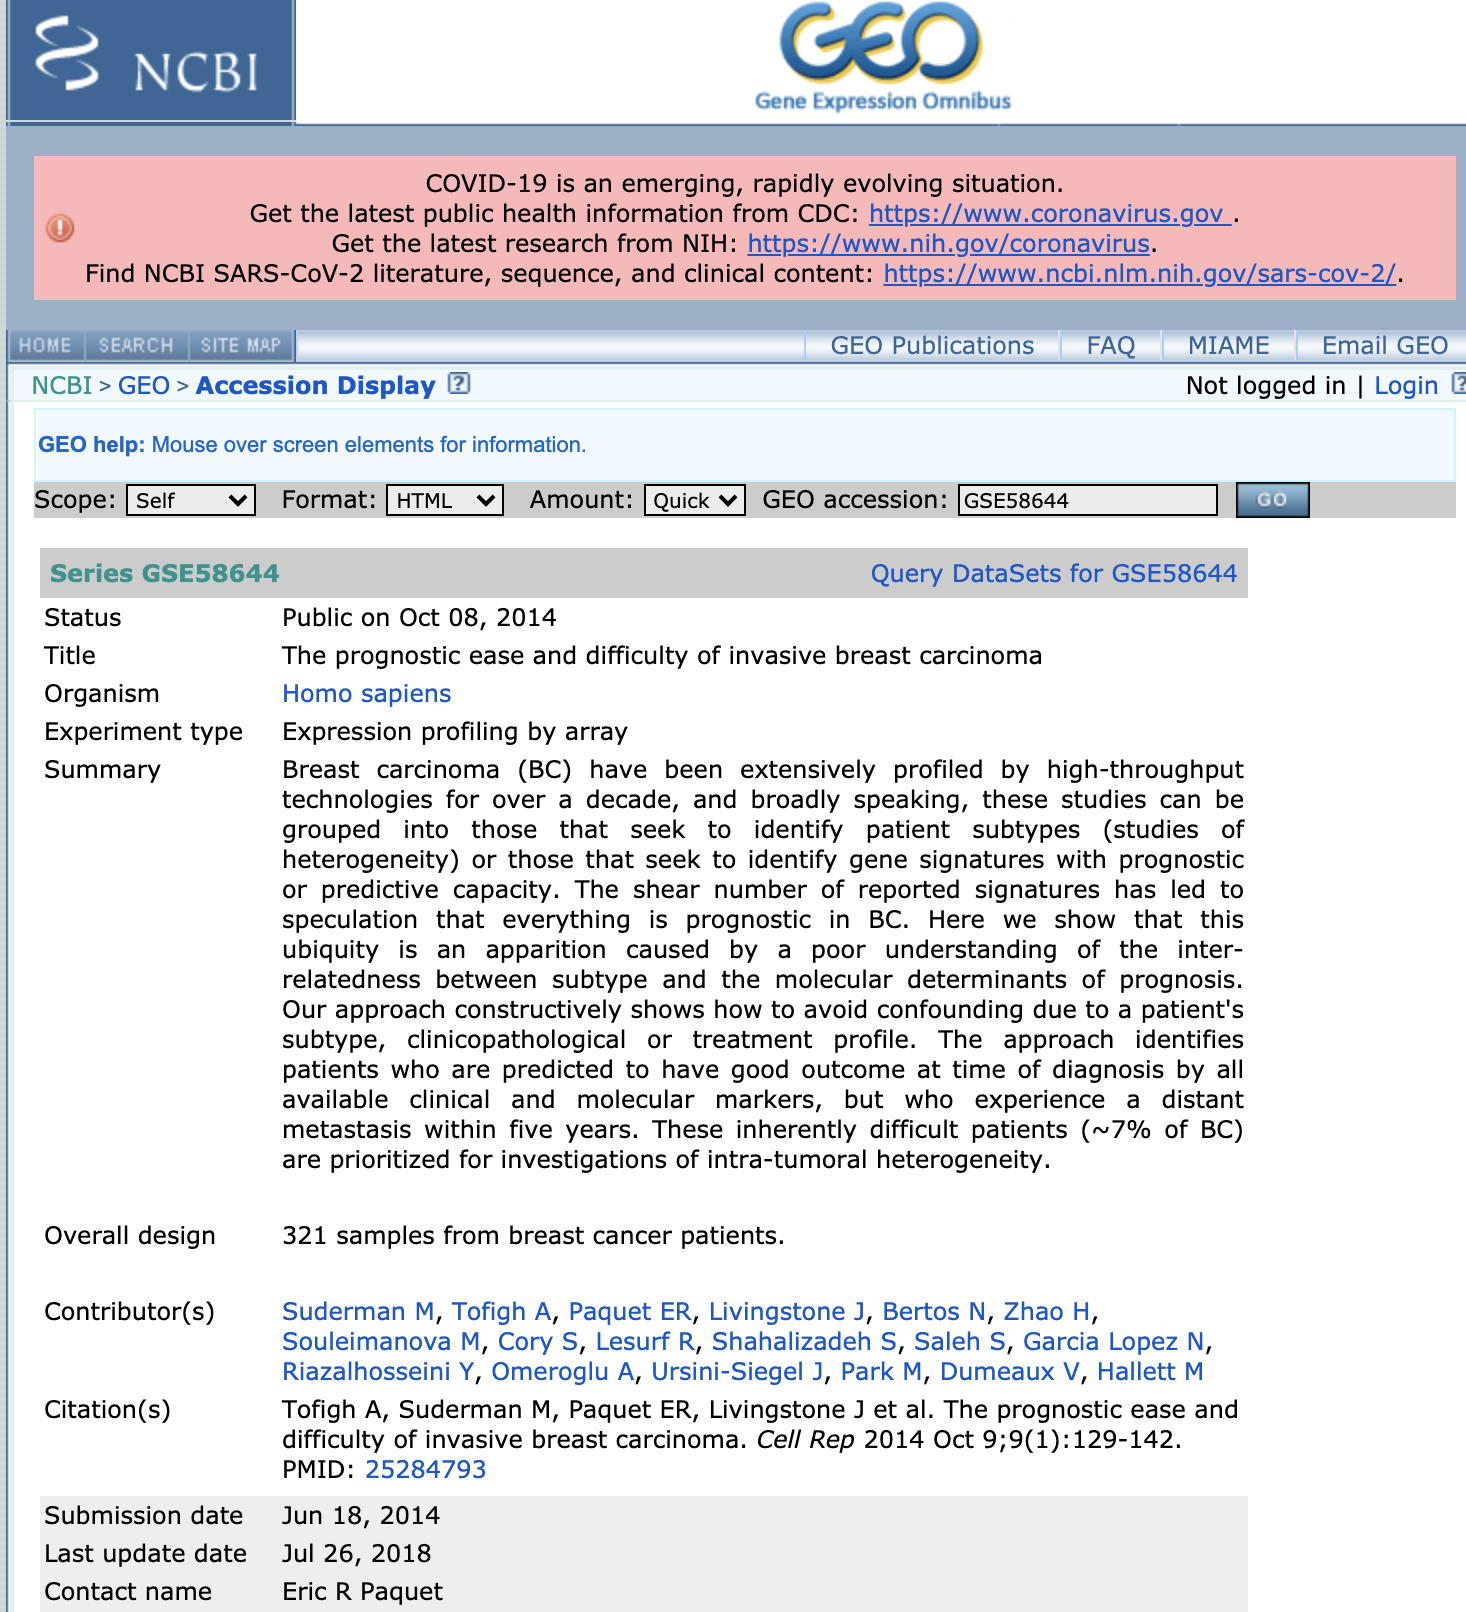 NCBI
GEO
Gene Expression Omnibus
COVID-19 is an emerging, rapidly evolving situation.
Get the latest public health information from CDC: https://www.coronavirus.gov .
Get the latest research from NIH: https://www.nih.gov/coronavirus.
Find NCBI SARS-CoV-2 literature, sequence, and clinical content: https://www.ncbi.nlm.nih.gov/sars-cov-2/.
HOME SEARCH SITE MAP GEO Publications FAQ MIAME Email GEO
NCBI > GEO > Accession Display ? Not logged in | Login ?
GEO help: Mouse over screen elements for information.
Scope: Self Format: HTML Amount: Quick GEO accession: GSE58644 GO
Series GSE58644 Query DataSets for GSE58644
Status Public on Oct 08, 2014
Title The prognostic ease and difficulty of invasive breast carcinoma
Organism Homo sapiens
Experiment type Expression profiling by array
Summary Breast carcinoma (BC) have been extensively profiled by high-throughput
technologies for over a decade, and broadly speaking, these studies can be
grouped into those that seek to identify patient subtypes (studies of
heterogeneity) or those that seek to identify gene signatures with prognostic
or predictive capacity. The shear number of reported signatures has led to
speculation that everything is prognostic in BC. Here we show that this
ubiquity is an apparition caused by a poor understanding of the inter-
relatedness between subtype and the molecular determinants of prognosis.
Our approach constructively shows how to avoid confounding due to a patient's
subtype, clinicopathological or treatment profile. The approach identifies
patients who are predicted to have good outcome at time of diagnosis by all
available clinical and molecular markers, but who experience a distant
metastasis within five years. These inherently difficult patients (~7% of BC)
are prioritized for investigations of intra-tumoral heterogeneity.
Overall design 321 samples from breast cancer patients.
Contributor(s) Suderman M, Tofigh A, Paquet ER, Livingstone J, Bertos N, Zhao H,
Souleimanova M, Cory S, Lesurf R, Shahalizadeh S, Saleh S, Garcia Lopez N,
Riazalhosseini Y, Omeroglu A, Ursini-Siegel J, Park M, Dumeaux V, Hallett M
Citation(s) Tofigh A, Suderman M, Paquet ER, Livingstone J et al. The prognostic ease and
difficulty of invasive breast carcinoma. Cell Rep 2014 Oct 9;9(1):129-142.
PMID: 25284793
Submission date Jun 18, 2014
Last update date Jul 26, 2018
Contact name Eric R Paquet